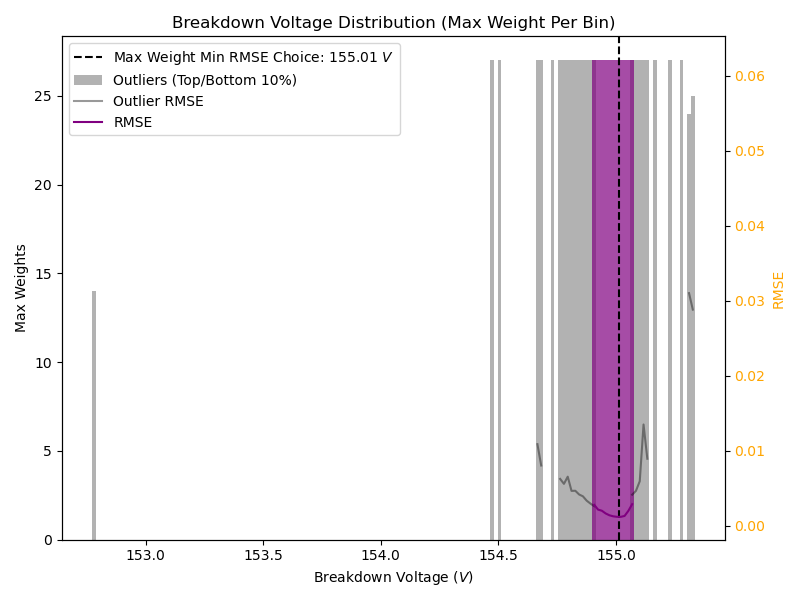 Breakdown Voltage Distribution (Max Weight Per Bin)
Max Weight Min RMSE Choice: 155.01 V
Outliers (Top/Bottom 10%)
Outlier RMSE
RMSE
Max Weights
25
20
15
10
5
0
0.06
0.05
0.04
0.03
0.02
0.01
0.00
RMSE
153.0 153.5 154.0 154.5 155.0
Breakdown Voltage (V)